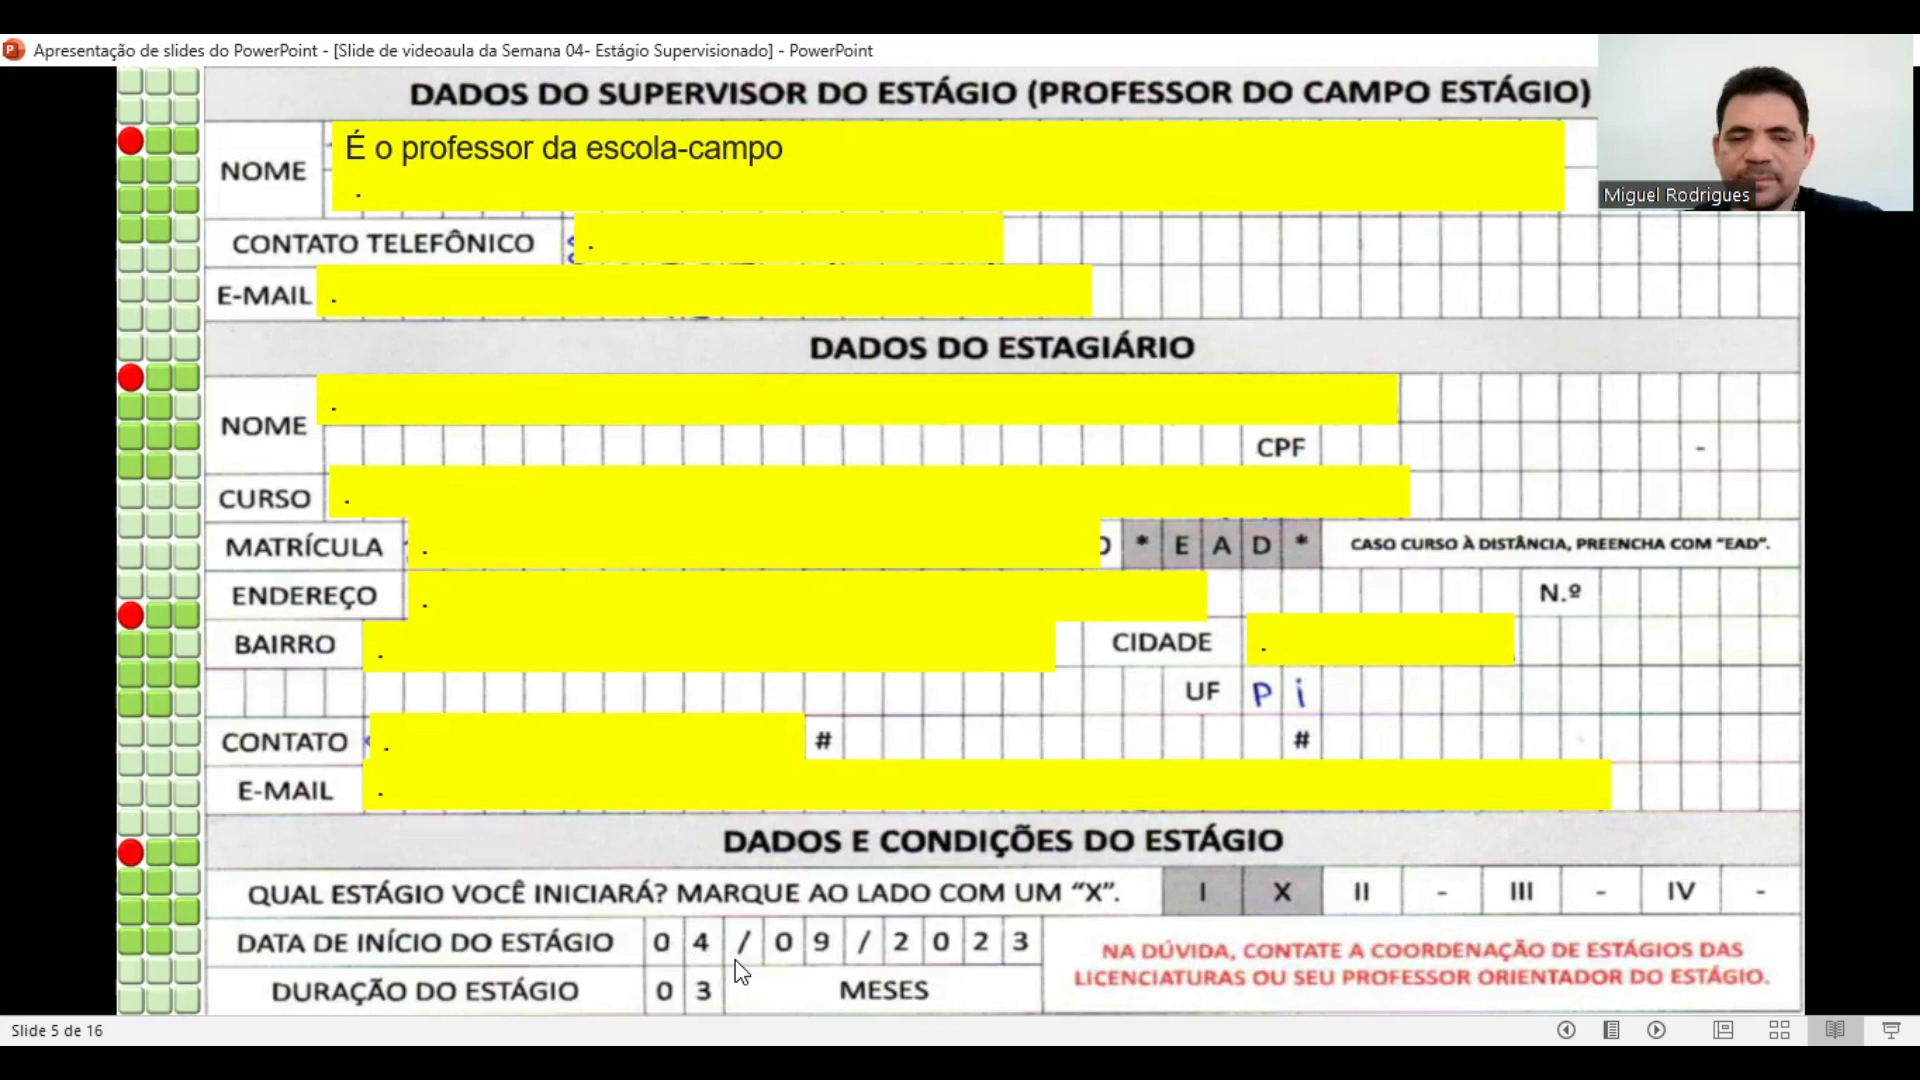 Apresentação de slides do PowerPoint - [Slide de videoaula da Semana 04- Estágio Supervisionado] - PowerPoint
DADOS DO SUPERVISOR DO ESTÁGIO (PROFESSOR DO CAMPO ESTÁGIO)
Miguel Rodrigues
NOME É o professor da escola-campo
.
CONTATO TELEFÔNICO .
E-MAIL .
DADOS DO ESTAGIÁRIO
NOME .
CPF -
CURSO .
MATRÍCULA . * E A D * CASO CURSO À DISTÂNCIA, PREENCHA COM “EAD”.
ENDEREÇO . N.º
BAIRRO . CIDADE .
UF P i
CONTATO . # #
E-MAIL .
DADOS E CONDIÇÕES DO ESTÁGIO
QUAL ESTÁGIO VOCÊ INICIARÁ? MARQUE AO LADO COM UM “X”. I X II - III - IV -
DATA DE INÍCIO DO ESTÁGIO 0 4 / 0 9 / 2 0 2 3
DURAÇÃO DO ESTÁGIO 0 3 MESES
NA DÚVIDA, CONTATE A COORDENAÇÃO DE ESTÁGIOS DAS
LICENCIATURAS OU SEU PROFESSOR ORIENTADOR DO ESTÁGIO.
Slide 5 de 16